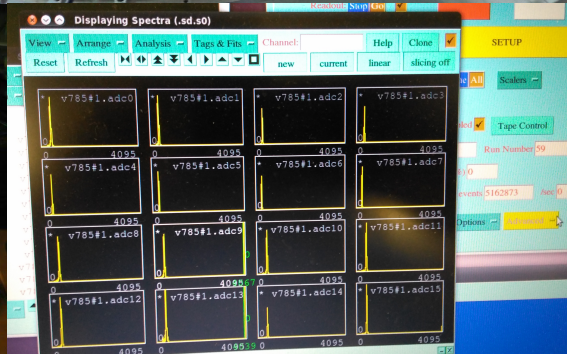 Readout: Stop Go
Displaying Spectra (.sd.s0)
View Arrange Analysis Tags & Fits Channel: Help Clone
SETUP
Reset Refresh new current linear slicing off
All Scalers
* v785#1.adc0 * v785#1.adc1 * v785#1.adc2 * v785#1.adc3
Tape Control
0 4095 0 4095 0 4095 0 4095
Run Number 59
* v785#1.adc4 * v785#1.adc5 * v785#1.adc6 * v785#1.adc7
0
events 5162873 /sec 0
0 4095 0 4095 0 4095 0 4095
* v785#1.adc8 * v785#1.adc9 * v785#1.adc10 * v785#1.adc11
Options Advanced
0 4095 0 0 4095 0 4095
* v785#1.adc12 * v785#1.adc13 * v785#1.adc14 * v785#1.adc15
0 4095 0 0 4095 0 4095